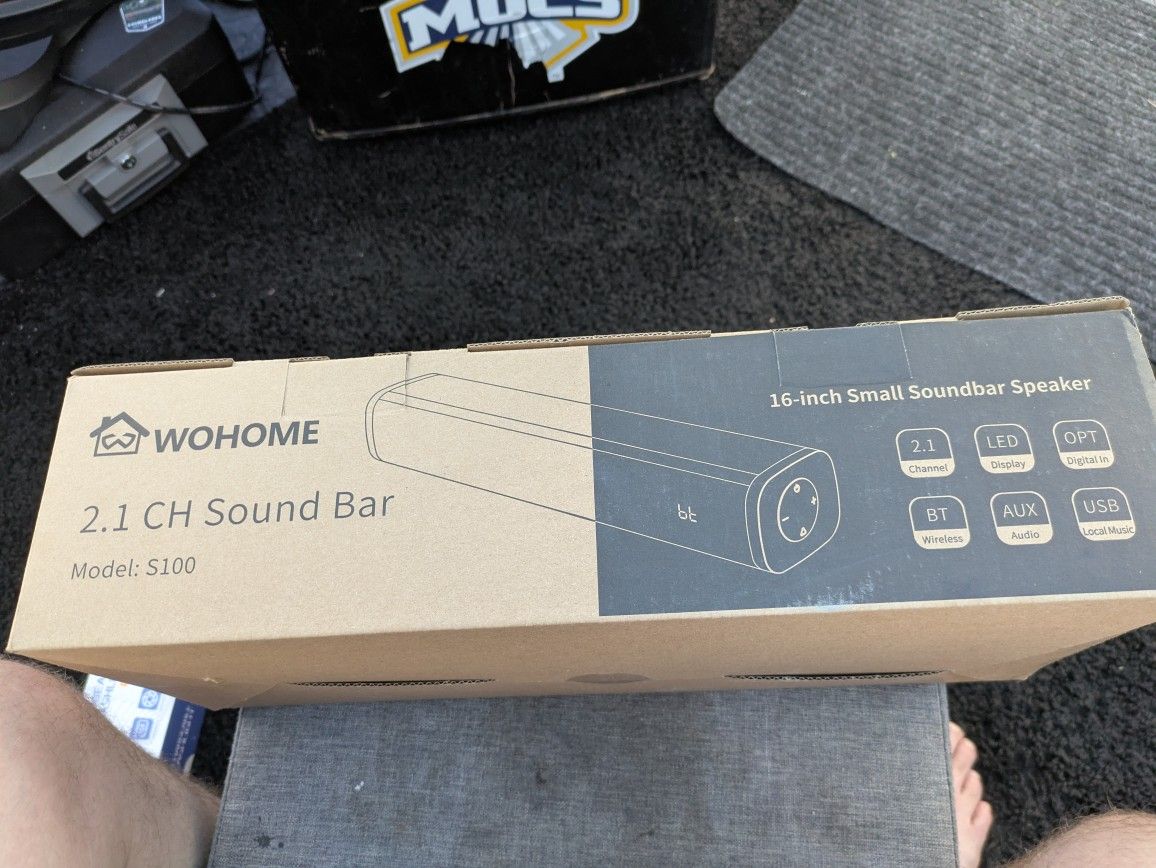 MOCS
WOHOME
2.1 CH Sound Bar
Model: S100
bt
16-inch Small Soundbar Speaker
2.1
Channel
LED
Display
OPT
Digital In
BT
Wireless
AUX
Audio
USB
Local Music